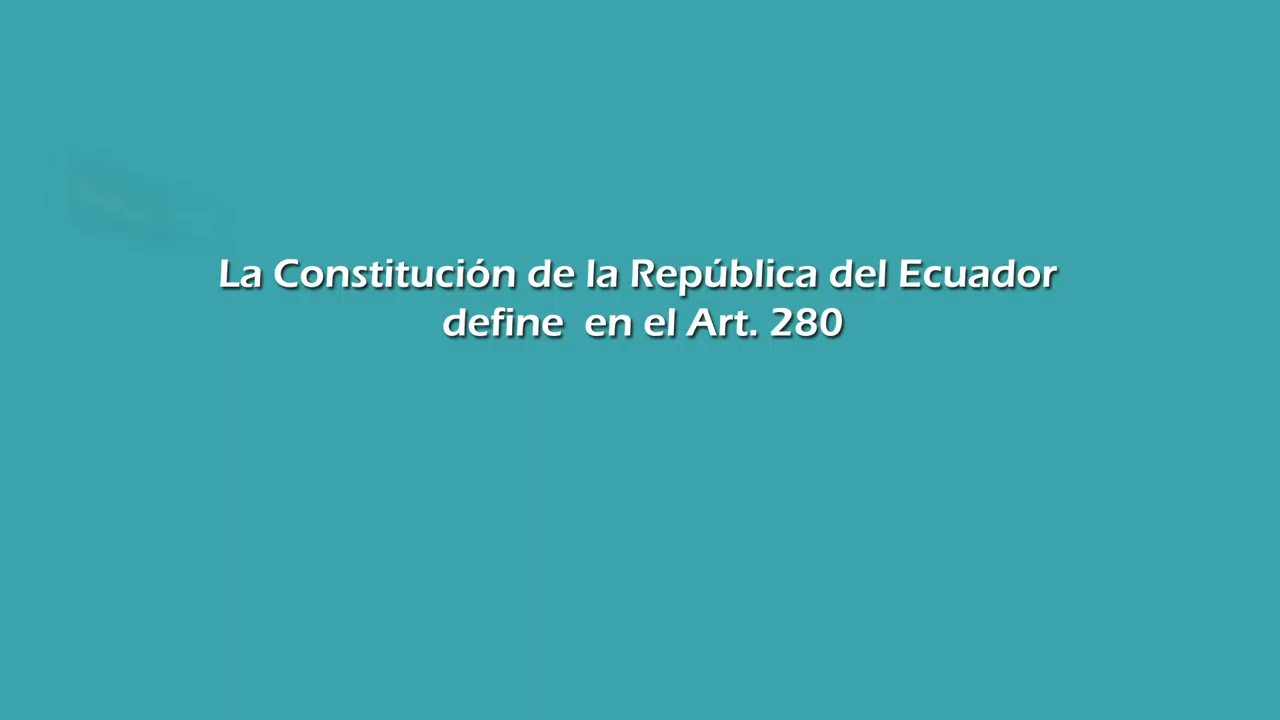 La Constitución de la República del Ecuador
define  en el Art. 280